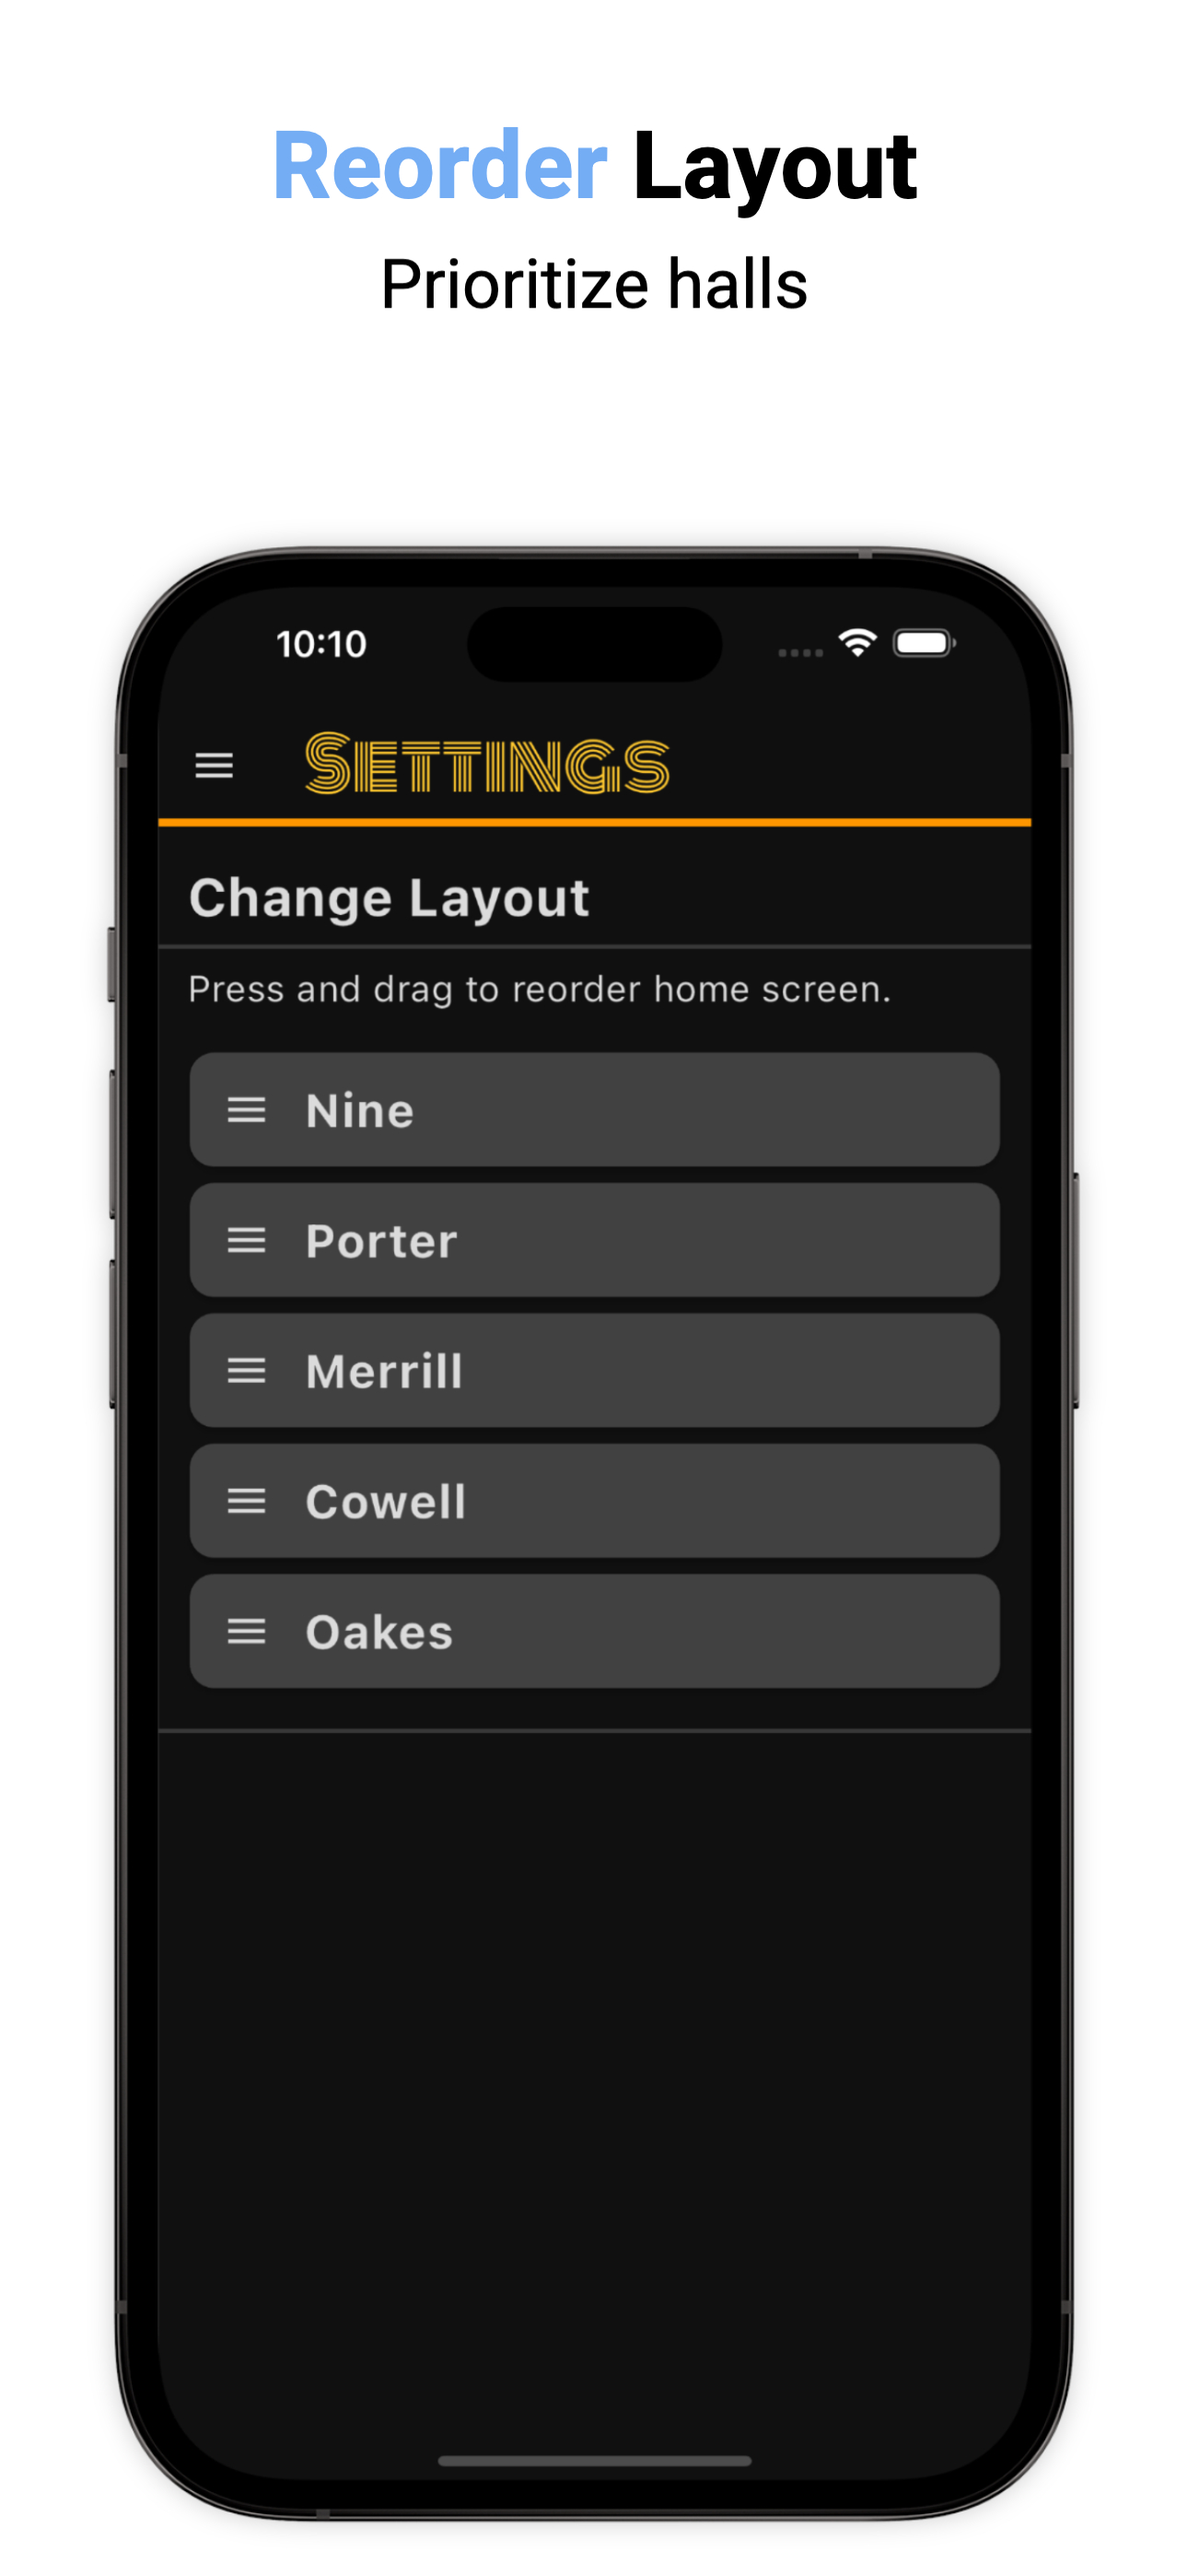 Reorder Layout
Prioritize halls
10:10
Settings
Change Layout
Press and drag to reorder home screen.
Nine
Porter
Merrill
Cowell
Oakes